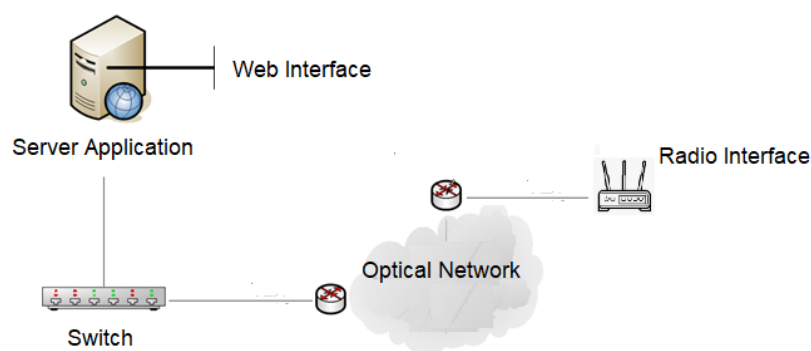 Web Interface
Server Application
Radio Interface
Optical Network
Switch